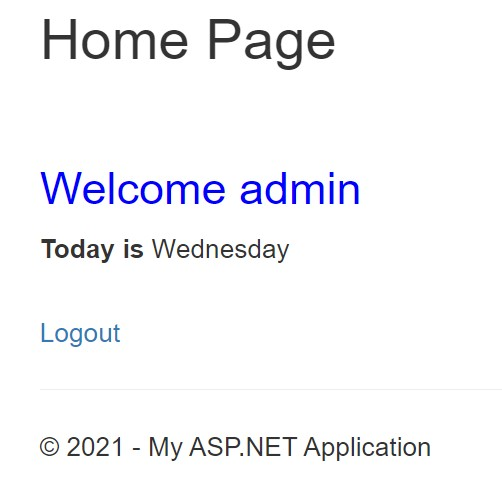 Home Page
Welcome admin
Today is Wednesday
Logout
© 2021 - My ASP.NET Application